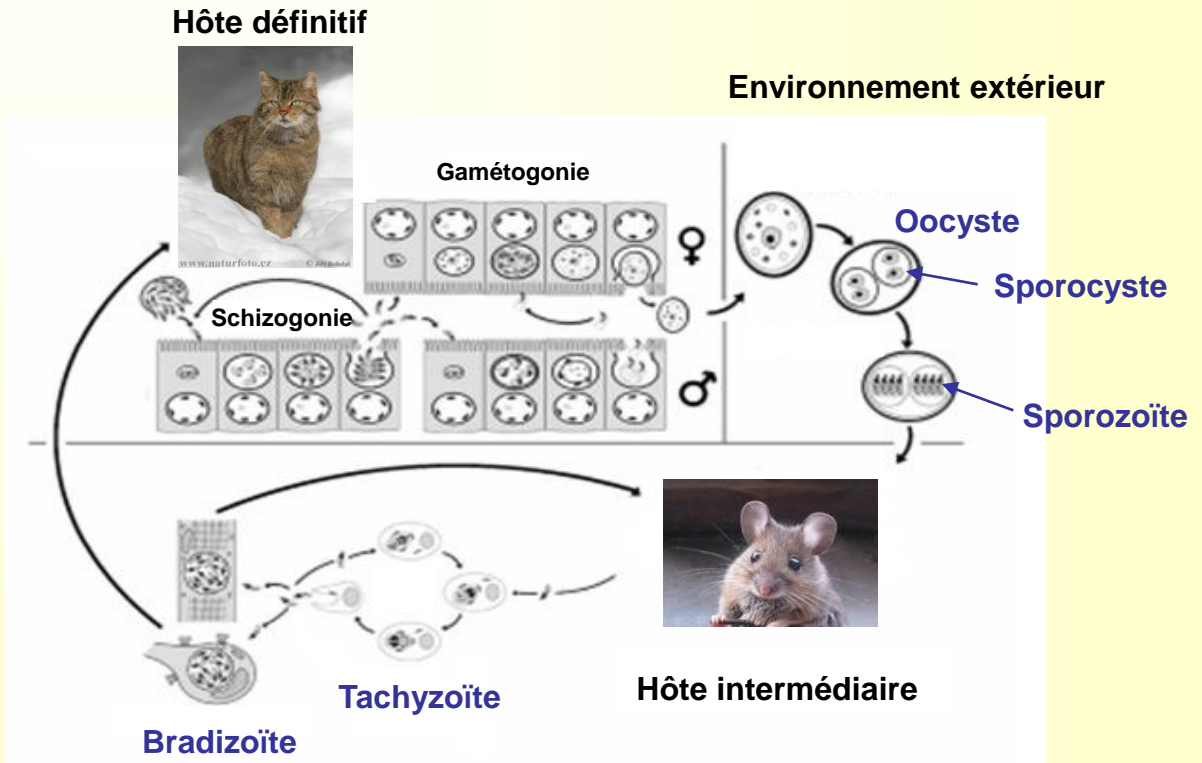 Hôte définitif
Environnement extérieur
www.naturfoto.cz
Gamétogonie
♀
Oocyste
Sporocyste
Schizogonie
♂
Sporozoïte
Tachyzoïte
Hôte intermédiaire
Bradizoïte